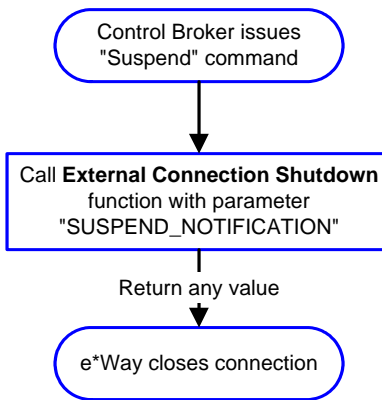 Control Broker issues
"Suspend" command
Call External Connection Shutdown
function with parameter
"SUSPEND_NOTIFICATION"
Return any value
e*Way closes connection